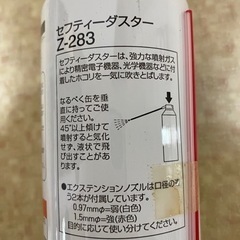 セフティーダスター
Z-283
セフティーダスターは、強力な噴射ガス
により精密電子機器、光学機器などに付
着したホコリを一気に吹きとばします。
なるべく缶を垂
直に立てて噴射
してください。
45°以上傾けて
噴射すると気化
せず、液状で飛
び出すことがあ
ります。
●エクステンションノズルは口径の
う2本が付属しています。
0.97mmφ=弱(白色)
1.5mmφ=強(赤色)
目的に応じて使い分けてください。